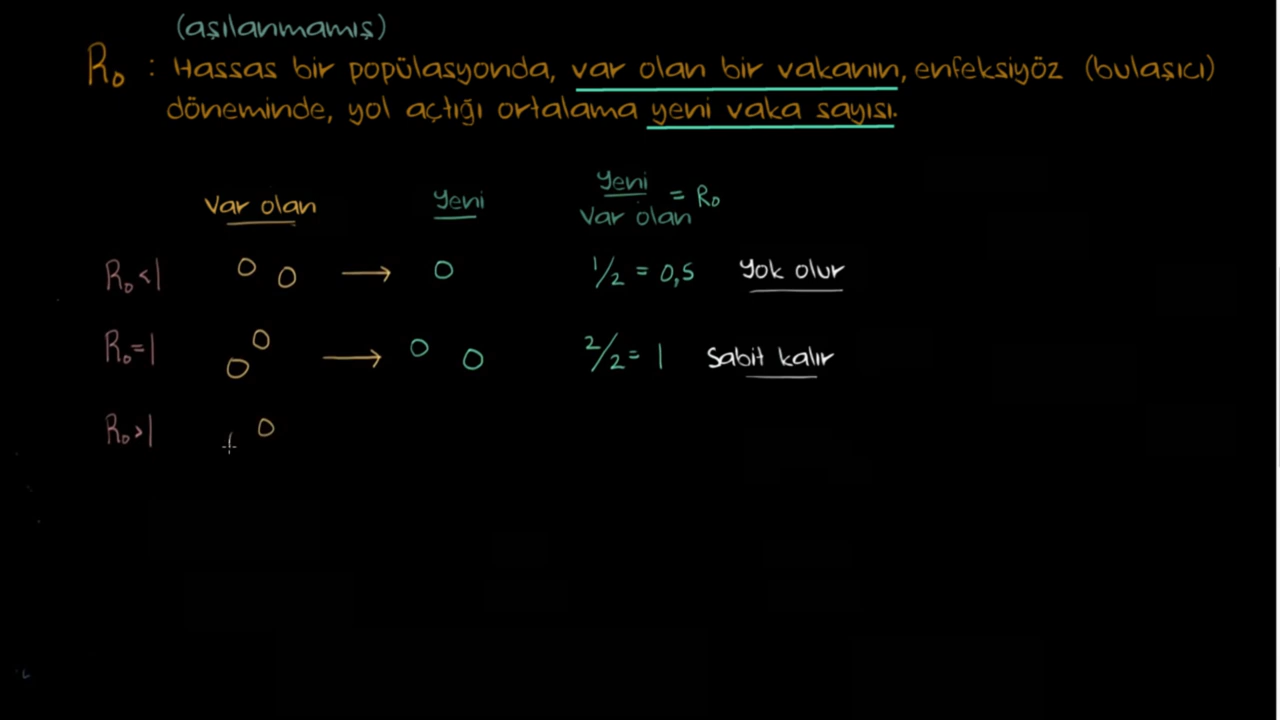 (aşılanmamış)
R₀ : Hassas bir popülasyonda, var olan bir vakanın, enfeksiyöz (bulaşıcı)
döneminde, yol açtığı ortalama yeni vaka sayısı.
Var olan Yeni Yeni / Var olan = R₀
R₀<1 → 1/2 = 0,5 Yok olur
R₀=1 → 2/2= 1 Sabit kalır
R₀>1